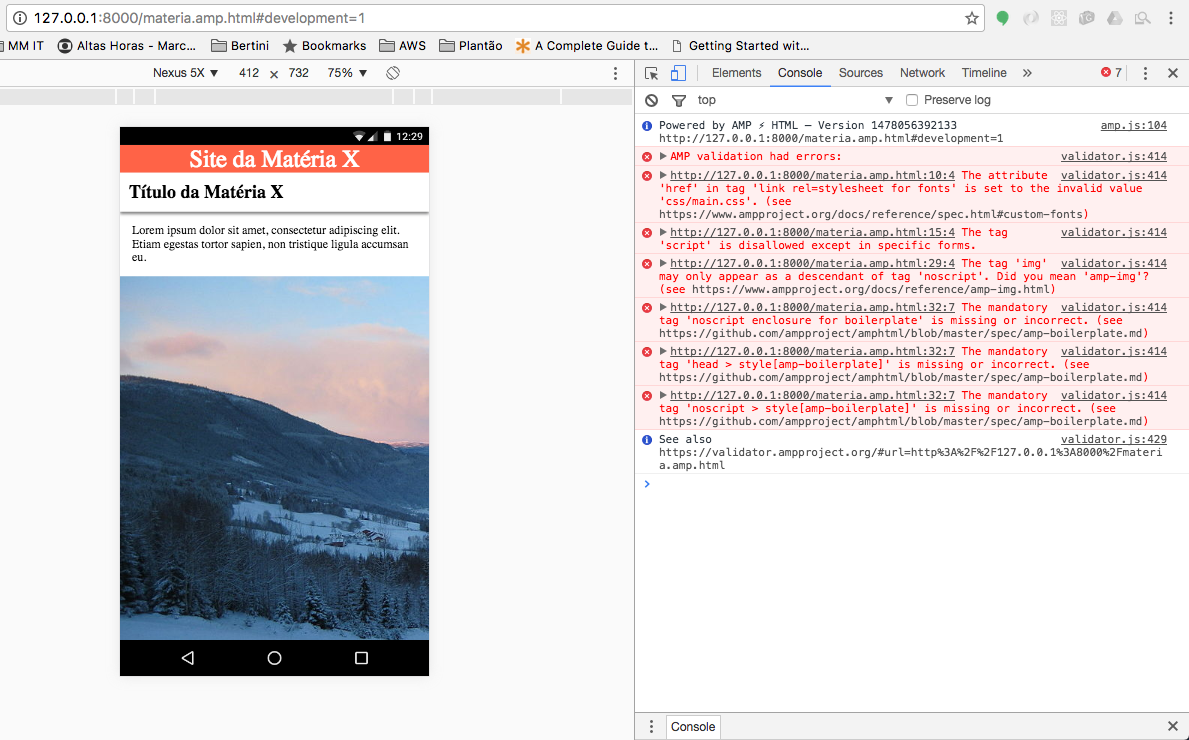 127.0.0.1:8000/materia.amp.html#development=1
MM IT
Altas Horas - Marc...
Bertini
Bookmarks
AWS
Plantão
A Complete Guide t...
Getting Started wit...
Nexus 5X ▼ 412 × 732 75% ▼
Elements Console Sources Network Timeline » 7
top ▼ Preserve log
12:29
Site da Matéria X
Título da Matéria X
Lorem ipsum dolor sit amet, consectetur adipiscing elit.
Etiam egestas tortor sapien, non tristique ligula accumsan
eu.
Powered by AMP ⚡ HTML — Version 1478056392133 amp.js:104
http://127.0.0.1:8000/materia.amp.html#development=1
AMP validation had errors: validator.js:414
http://127.0.0.1:8000/materia.amp.html:10:4 The attribute validator.js:414
'href' in tag 'link rel=stylesheet for fonts' is set to the invalid value
'css/main.css'. (see
https://www.ampproject.org/docs/reference/spec.html#custom-fonts)
http://127.0.0.1:8000/materia.amp.html:15:4 The tag validator.js:414
'script' is disallowed except in specific forms.
http://127.0.0.1:8000/materia.amp.html:29:4 The tag 'img' validator.js:414
may only appear as a descendant of tag 'noscript'. Did you mean 'amp-img'?
(see https://www.ampproject.org/docs/reference/amp-img.html)
http://127.0.0.1:8000/materia.amp.html:32:7 The mandatory validator.js:414
tag 'noscript enclosure for boilerplate' is missing or incorrect. (see
https://github.com/ampproject/amphtml/blob/master/spec/amp-boilerplate.md)
http://127.0.0.1:8000/materia.amp.html:32:7 The mandatory validator.js:414
tag 'head > style[amp-boilerplate]' is missing or incorrect. (see
https://github.com/ampproject/amphtml/blob/master/spec/amp-boilerplate.md)
http://127.0.0.1:8000/materia.amp.html:32:7 The mandatory validator.js:414
tag 'noscript > style[amp-boilerplate]' is missing or incorrect. (see
https://github.com/ampproject/amphtml/blob/master/spec/amp-boilerplate.md)
See also validator.js:429
https://validator.ampproject.org/#url=http%3A%2F%2F127.0.0.1%3A8000%2Fmateri
a.amp.html
Console